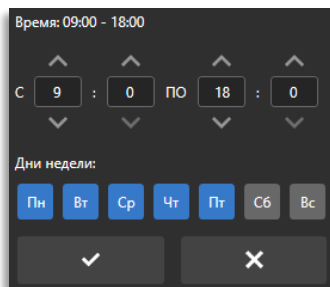 Время: 09:00 - 18:00
С 9 : 0 ПО 18 : 0
Дни недели:
Пн Вт Ср Чт Пт Сб Вс